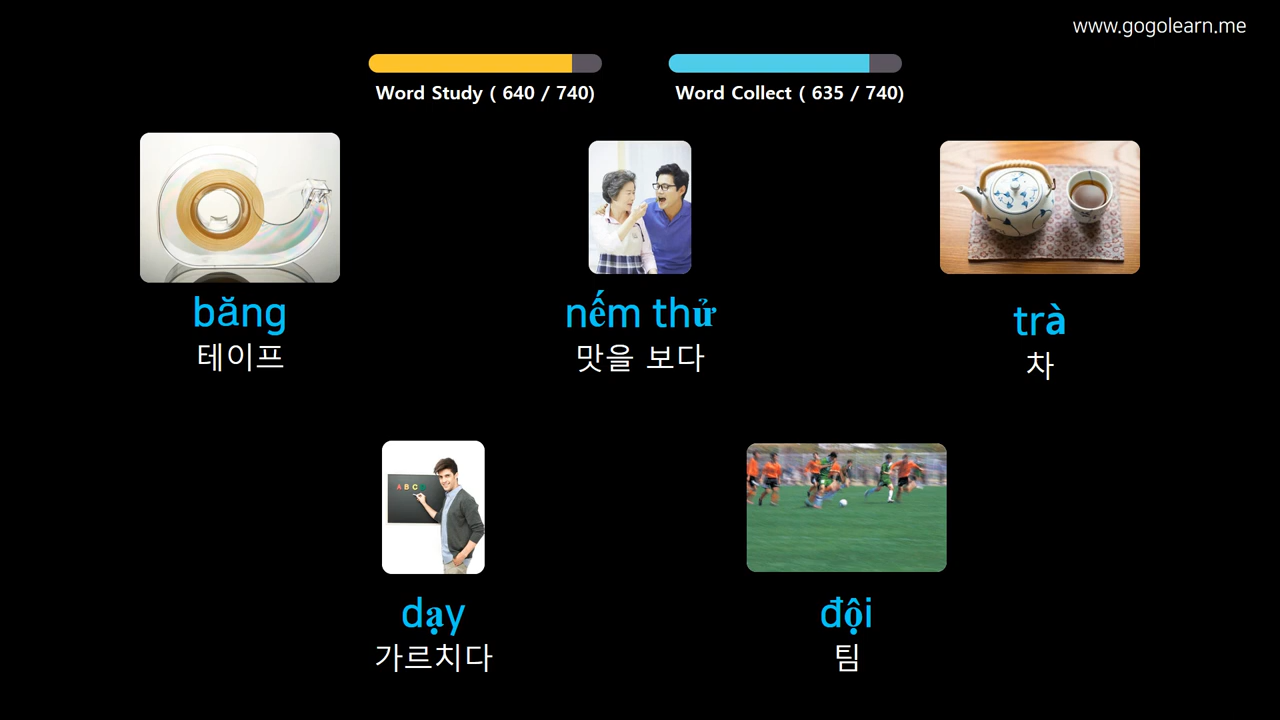 www.gogolearn.me
Word Study ( 640 / 740)
Word Collect ( 635 / 740)
băng
테이프
nếm thử
맛을 보다
trà
차
A B C
dạy
가르치다
đội
팀